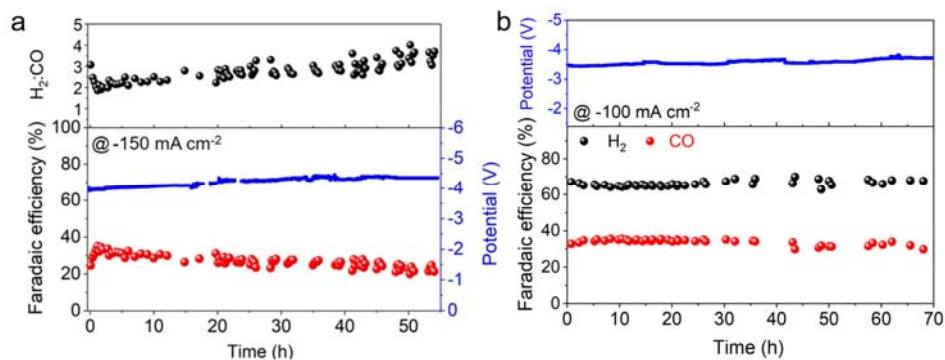 a
H₂:CO
5
4
3
2
1
@ -150 mA cm⁻²
Faradaic efficiency (%)
100
80
60
40
20
0
Potential (V)
-6
-5
-4
-3
-2
-1
0
0 10 20 30 40 50
Time (h)
b
Potential (V)
-5
-4
-3
-2
@ -100 mA cm⁻²
H₂ CO
Faradaic efficiency (%)
80
60
40
20
0
0 10 20 30 40 50 60 70
Time (h)